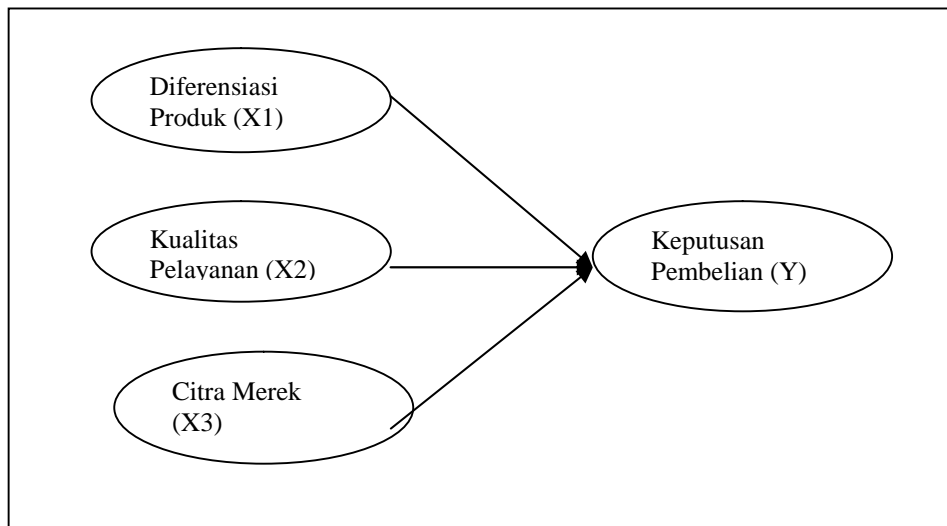 Diferensiasi
Produk (X1)
Kualitas
Pelayanan (X2)
Keputusan
Pembelian (Y)
Citra Merek
(X3)